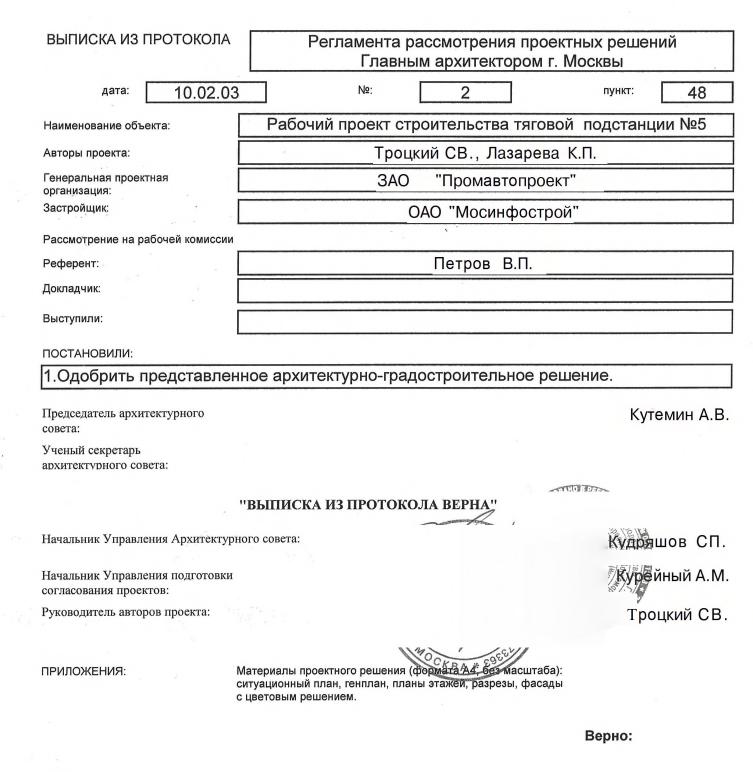 ВЫПИСКА ИЗ ПРОТОКОЛА
Регламента рассмотрения проектных решений
Главным архитектором г. Москвы
дата: 10.02.03 №: 2 пункт: 48
Наименование объекта: Рабочий проект строительства тяговой подстанции №5
Авторы проекта: Троцкий СВ., Лазарева К.П.
Генеральная проектная
организация: ЗАО "Промавтопроект"
Застройщик: ОАО "Мосинфострой"
Рассмотрение на рабочей комиссии
Референт: Петров В.П.
Докладчик:
Выступили:
ПОСТАНОВИЛИ:
1.Одобрить представленное архитектурно-градостроительное решение.
Председатель архитектурного
совета: Кутемин А.В.
Ученый секретарь
архитектурного совета:
"ВЫПИСКА ИЗ ПРОТОКОЛА ВЕРНА"
Начальник Управления Архитектурного совета: Кудряшов СП.
Начальник Управления подготовки
согласования проектов: Курейный А.М.
Руководитель авторов проекта: Троцкий СВ.
МОСКВА * 73363
ПРИЛОЖЕНИЯ: Материалы проектного решения (формата А4, без масштаба):
ситуационный план, генплан, планы этажей, разрезы, фасады
с цветовым решением.
Верно: